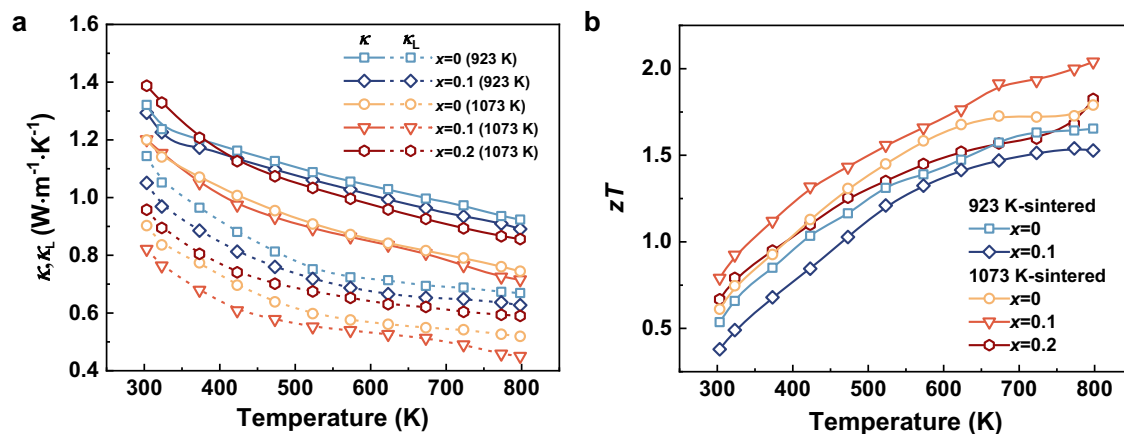 a
κ,κL (W·m-1·K-1)
1.6
1.4
1.2
1.0
0.8
0.6
0.4
300 400 500 600 700 800
Temperature (K)
κ κL
x=0 (923 K)
x=0.1 (923 K)
x=0 (1073 K)
x=0.1 (1073 K)
x=0.2 (1073 K)
b
zT
2.0
1.5
1.0
0.5
300 400 500 600 700 800
Temperature (K)
923 K-sintered
x=0
x=0.1
1073 K-sintered
x=0
x=0.1
x=0.2